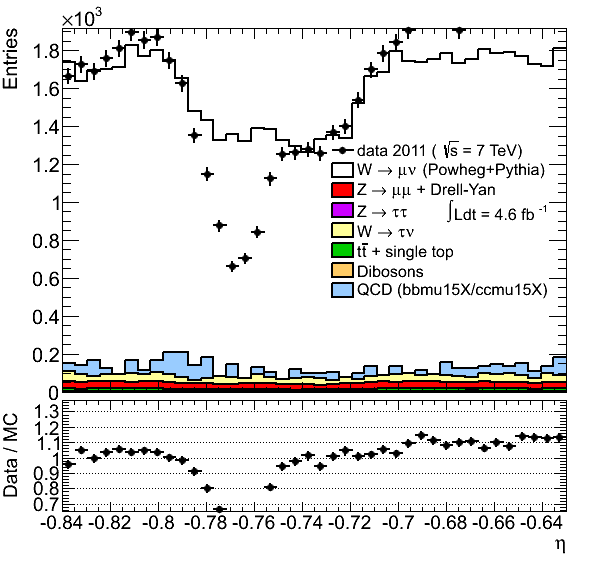 ×10³
Entries
1.8
1.6
1.4
1.2
1
0.8
0.6
0.4
0.2
0
data 2011 ( √s = 7 TeV)
W → μν (Powheg+Pythia)
Z → μμ + Drell-Yan
Z → ττ
∫Ldt = 4.6 fb⁻¹
W → τν
tt̄ + single top
Dibosons
QCD (bbmu15X/ccmu15X)
Data / MC
1.3
1.2
1.1
1
0.9
0.8
0.7
-0.84 -0.82 -0.8 -0.78 -0.76 -0.74 -0.72 -0.7 -0.68 -0.66 -0.64
η